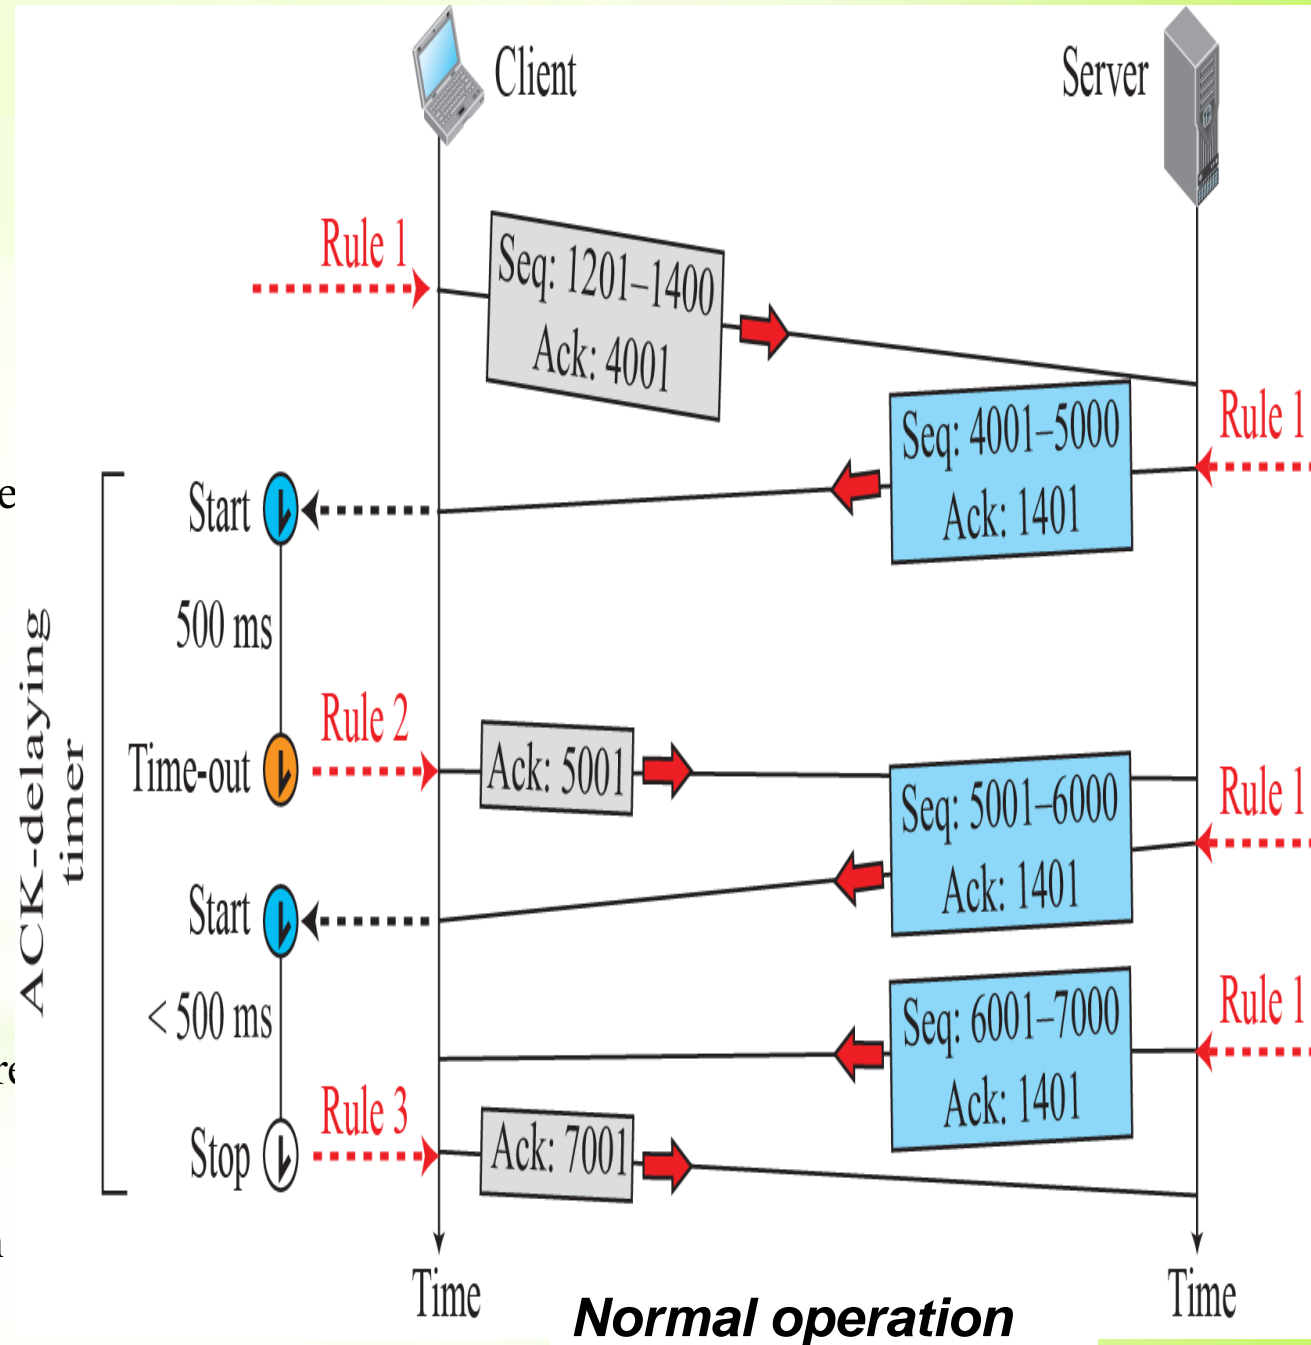 Client
Server
Rule 1
Seq: 1201–1400
Ack: 4001
Rule 1
Seq: 4001–5000
Ack: 1401
Start
500 ms
ACK-delaying
timer
Rule 2
Time-out
Ack: 5001
Rule 1
Seq: 5001–6000
Ack: 1401
Start
< 500 ms
Rule 1
Seq: 6001–7000
Ack: 1401
Rule 3
Stop
Ack: 7001
Time
Time
Normal operation